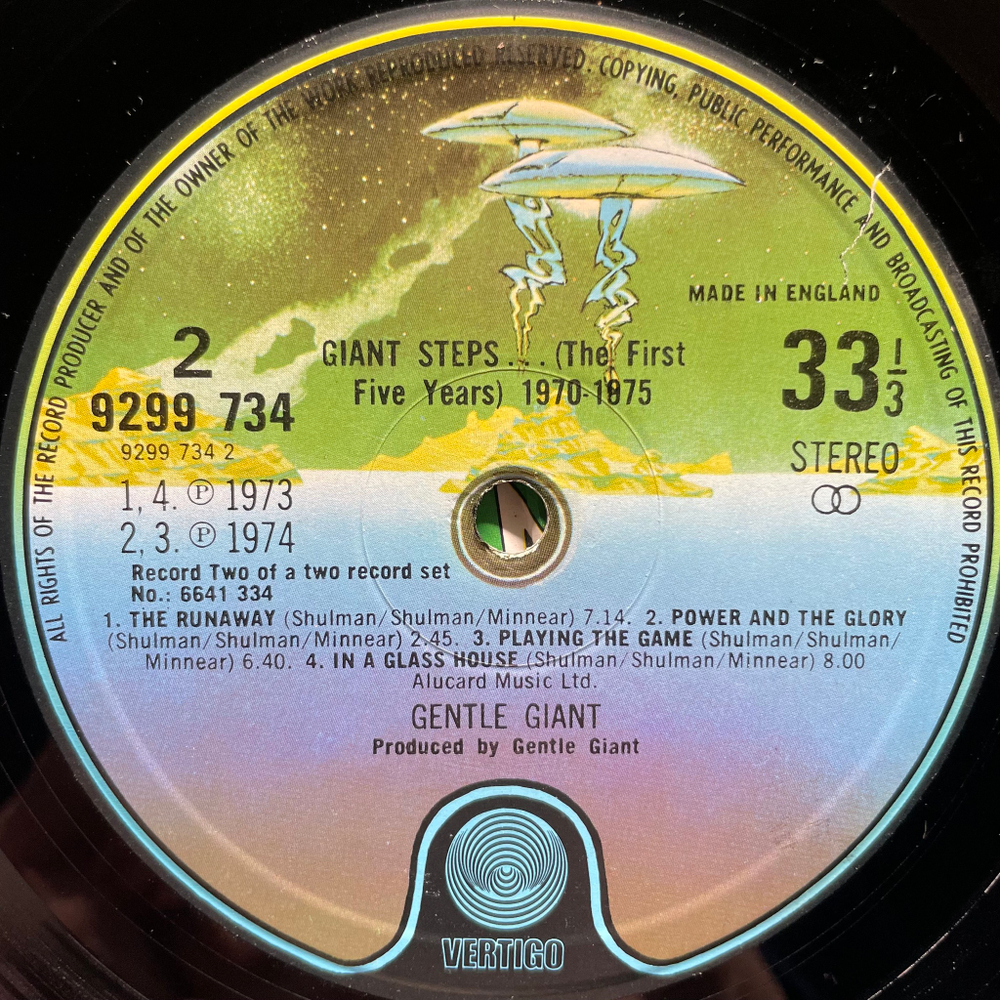 ALL RIGHTS OF THE RECORD PRODUCER AND OF THE OWNER OF THE WORK REPRODUCED RESERVED. COPYING, PUBLIC PERFORMANCE AND BROADCASTING OF THIS RECORD PROHIBITED
MADE IN ENGLAND
2
9299 734
9299 734 2
GIANT STEPS . . . (The First
Five Years) 1970-1975
33 1/3
STEREO
1, 4. ℗ 1973
2, 3. ℗ 1974
Record Two of a two record set
No.: 6641 334
1. THE RUNAWAY (Shulman/Shulman/Minnear) 7.14. 2. POWER AND THE GLORY
(Shulman/Shulman/Minnear) 2.45. 3. PLAYING THE GAME (Shulman/Shulman/
Minnear) 6.40. 4. IN A GLASS HOUSE (Shulman/Shulman/Minnear) 8.00
Alucard Music Ltd.
GENTLE GIANT
Produced by Gentle Giant
VERTIGO